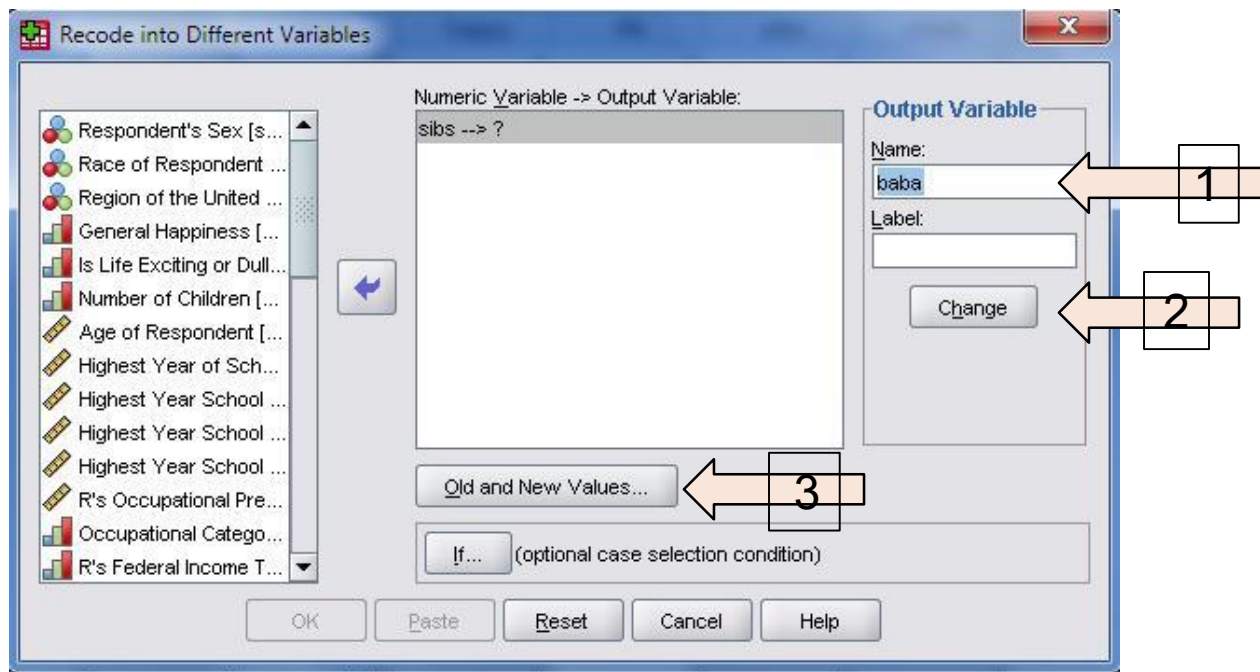 Recode into Different Variables
x
Numeric Variable -> Output Variable:
sibs --> ?
Respondent's Sex [s...
Race of Respondent ...
Region of the United ...
General Happiness [...
Is Life Exciting or Dull...
Number of Children [...
Age of Respondent [...
Highest Year of Sch...
Highest Year School ...
Highest Year School ...
Highest Year School ...
R's Occupational Pre...
Occupational Catego...
R's Federal Income T...
Output Variable
Name:
baba
1
Label:
Change
2
Old and New Values...
3
If... (optional case selection condition)
OK Paste Reset Cancel Help